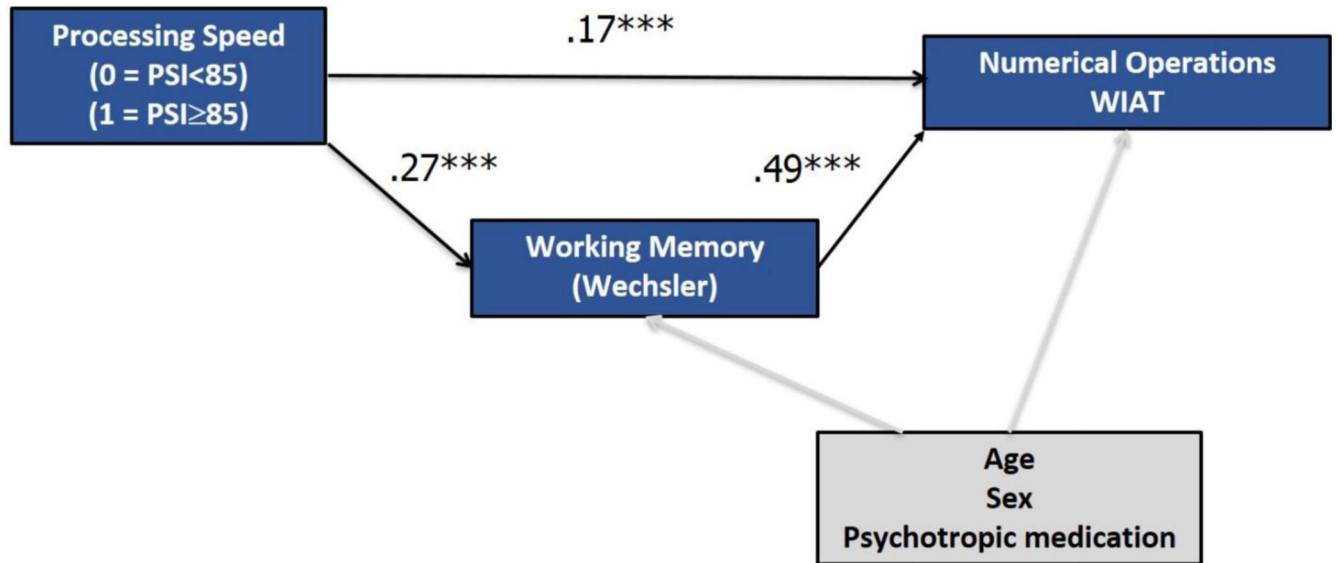 Processing Speed
(0 = PSI<85)
(1 = PSI≥85)
.17***
Numerical Operations
WIAT
.27***
.49***
Working Memory
(Wechsler)
Age
Sex
Psychotropic medication